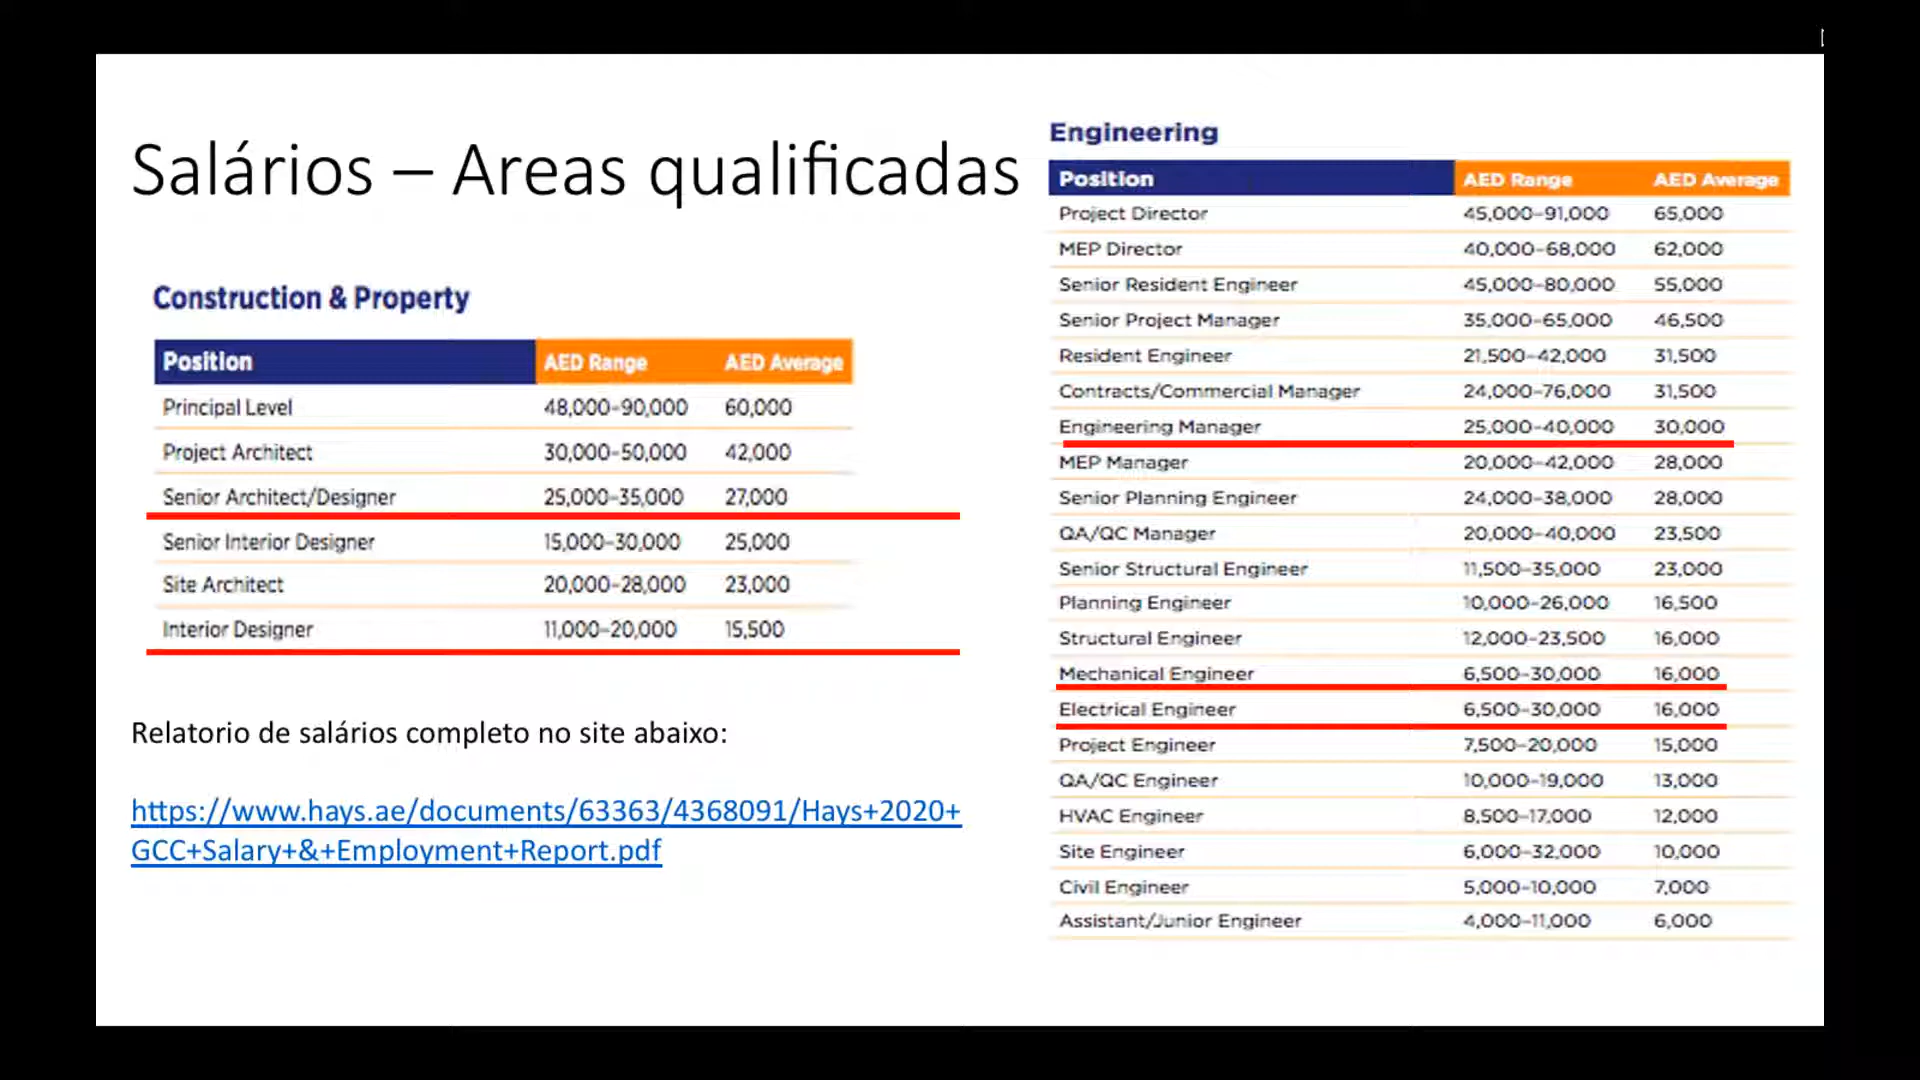 Salários – Areas qualificadas
Construction & Property
Position AED Range AED Average
Principal Level 48,000-90,000 60,000
Project Architect 30,000-50,000 42,000
Senior Architect/Designer 25,000-35,000 27,000
Senior Interior Designer 15,000-30,000 25,000
Site Architect 20,000-28,000 23,000
Interior Designer 11,000-20,000 15,500
Relatorio de salários completo no site abaixo:
https://www.hays.ae/documents/63363/4368091/Hays+2020+
GCC+Salary+&+Employment+Report.pdf
Engineering
Position AED Range AED Average
Project Director 45,000-91,000 65,000
MEP Director 40,000-68,000 62,000
Senior Resident Engineer 45,000-80,000 55,000
Senior Project Manager 35,000-65,000 46,500
Resident Engineer 21,500-42,000 31,500
Contracts/Commercial Manager 24,000-76,000 31,500
Engineering Manager 25,000-40,000 30,000
MEP Manager 20,000-42,000 28,000
Senior Planning Engineer 24,000-38,000 28,000
QA/QC Manager 20,000-40,000 23,500
Senior Structural Engineer 11,500-35,000 23,000
Planning Engineer 10,000-26,000 16,500
Structural Engineer 12,000-23,500 16,000
Mechanical Engineer 6,500-30,000 16,000
Electrical Engineer 6,500-30,000 16,000
Project Engineer 7,500-20,000 15,000
QA/QC Engineer 10,000-19,000 13,000
HVAC Engineer 8,500-17,000 12,000
Site Engineer 6,000-32,000 10,000
Civil Engineer 5,000-10,000 7,000
Assistant/Junior Engineer 4,000-11,000 6,000